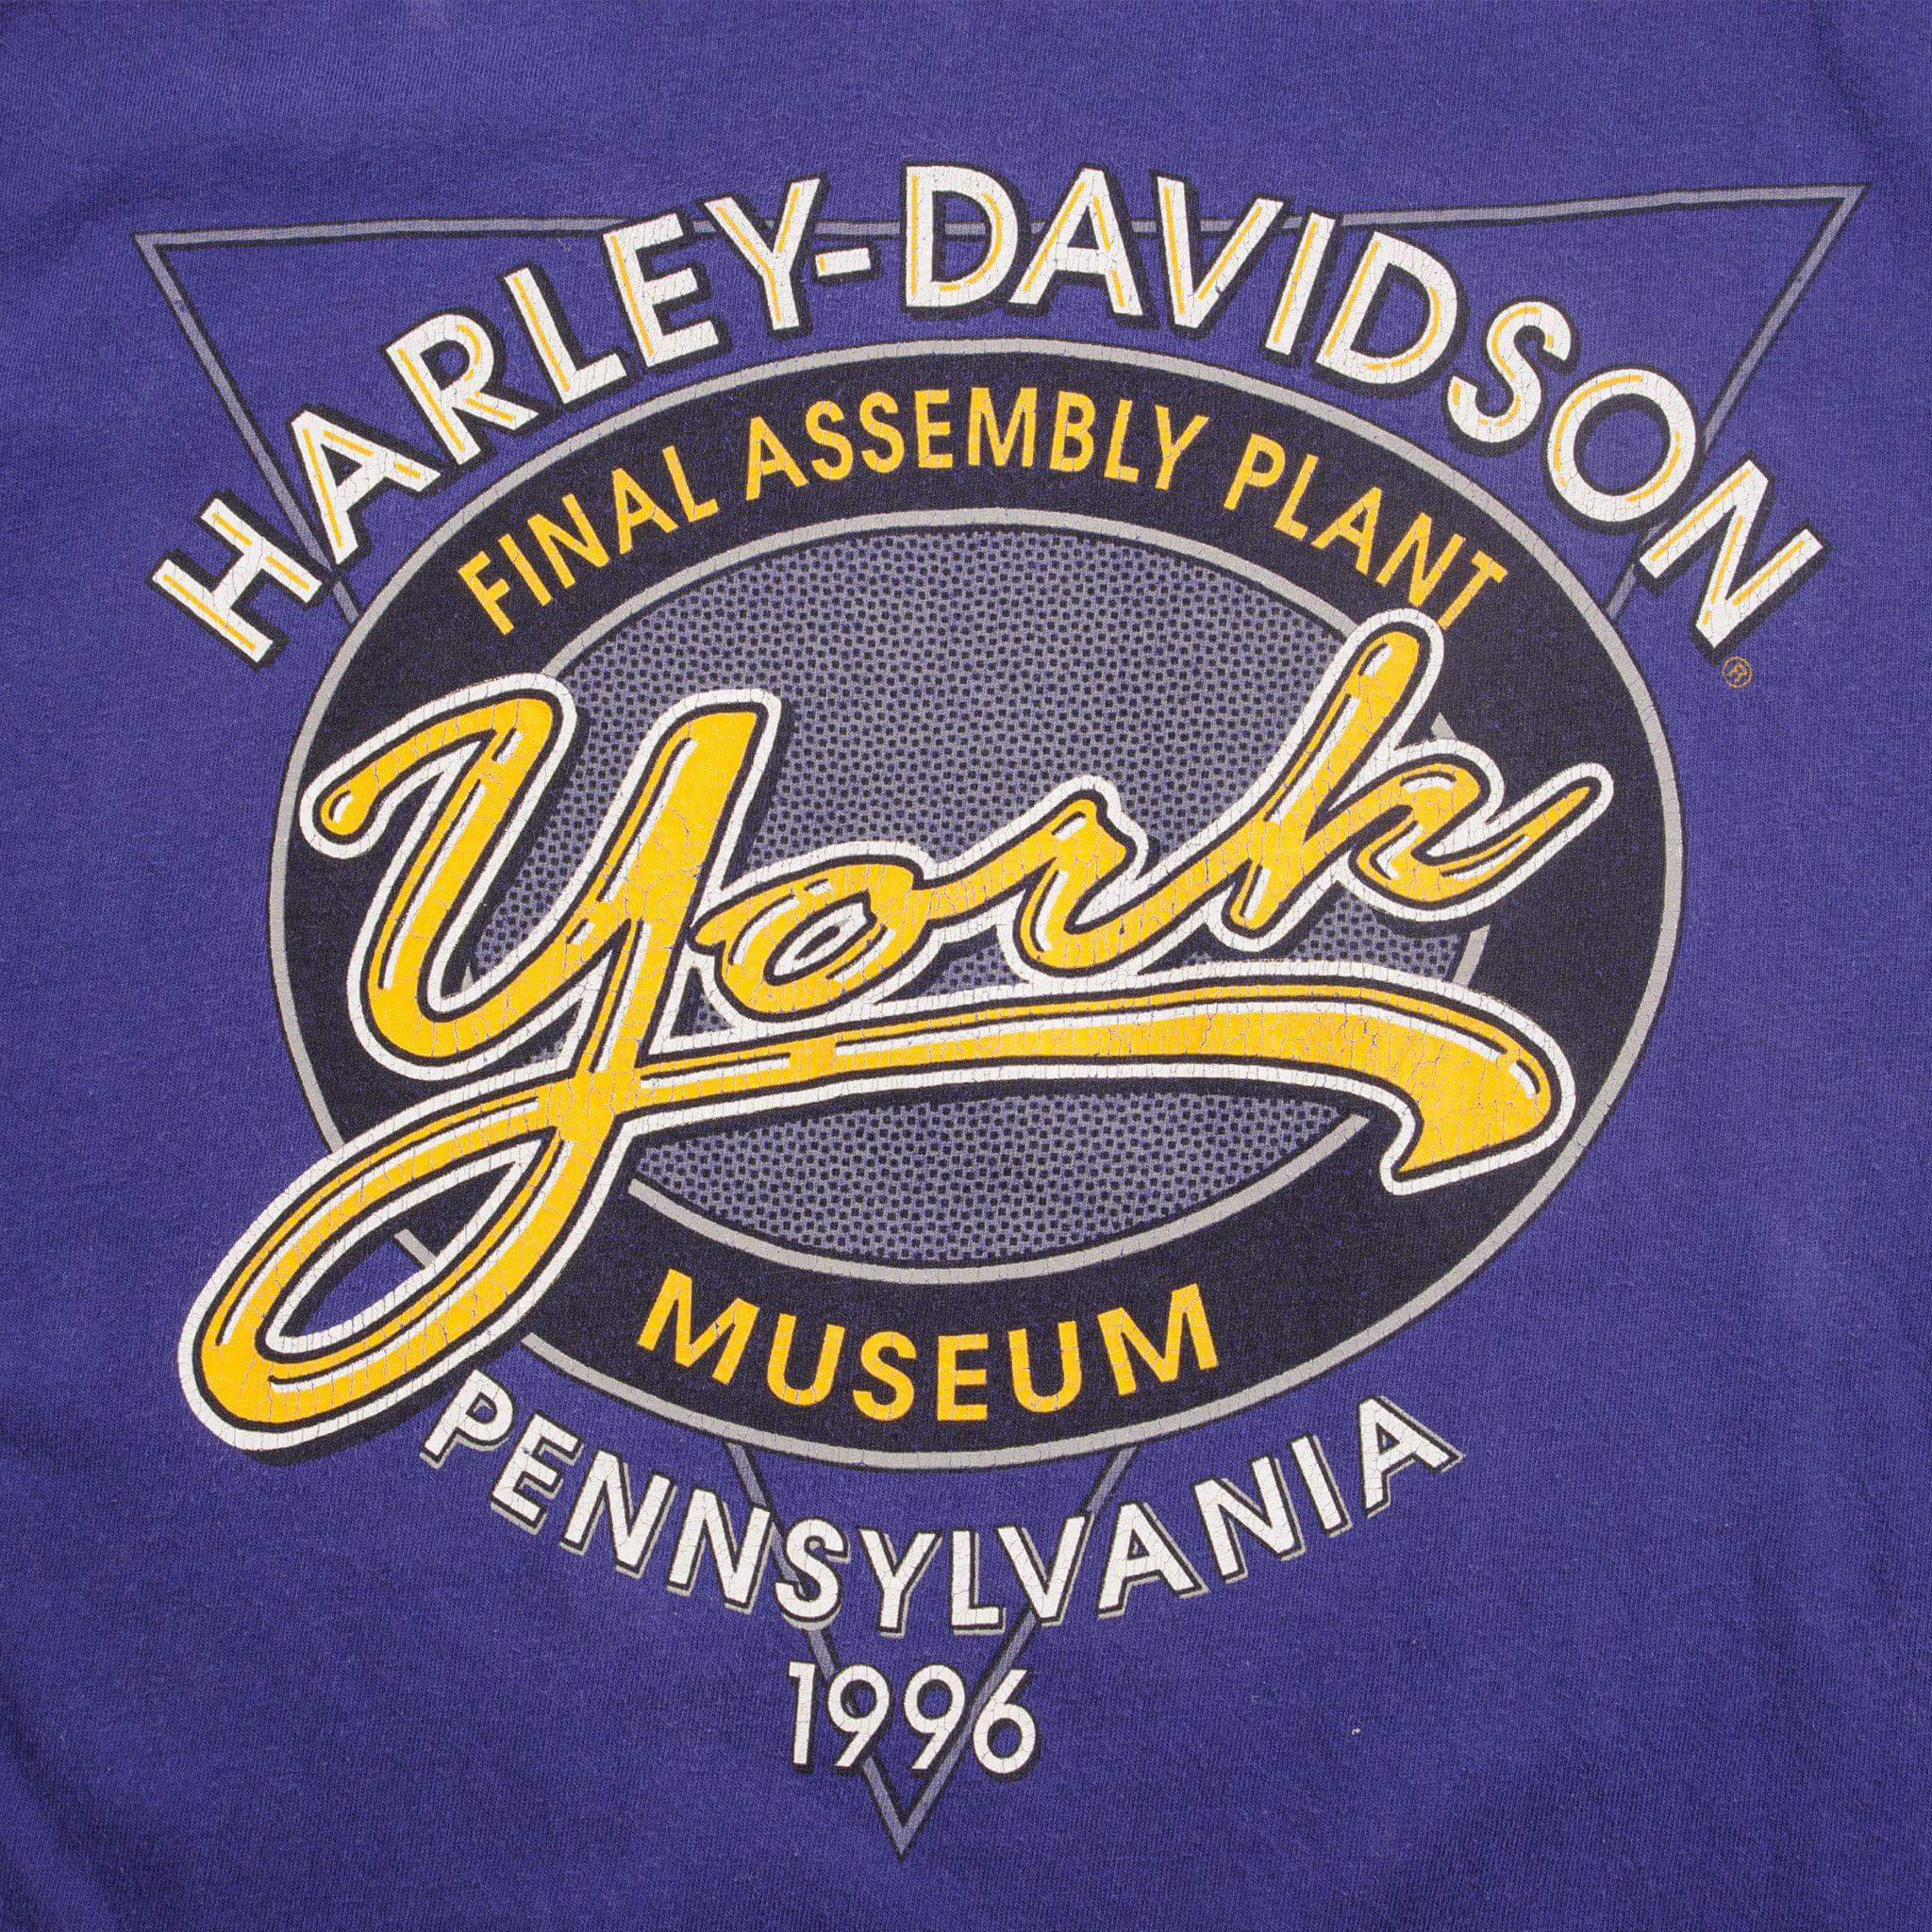 HARLEY-DAVIDSON®
FINAL ASSEMBLY PLANT
York
MUSEUM
PENNSYLVANIA
1996